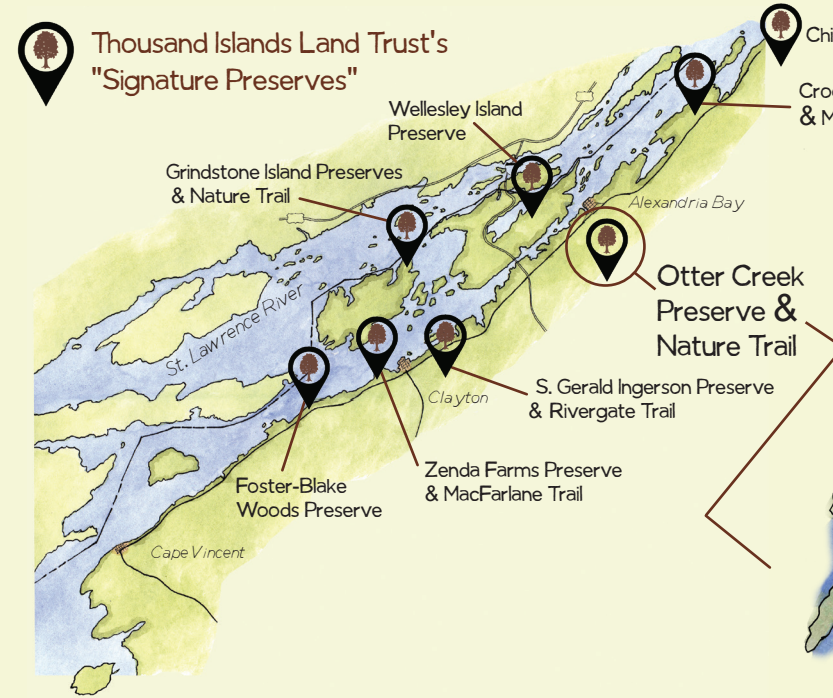 Thousand Islands Land Trust's
"Signature Preserves"
Wellesley Island
Preserve
Grindstone Island Preserves
& Nature Trail
Alexandria Bay
Otter Creek
Preserve &
Nature Trail
St. Lawrence River
S. Gerald Ingerson Preserve
& Rivergate Trail
Clayton
Zenda Farms Preserve
& MacFarlane Trail
Foster-Blake
Woods Preserve
Cape Vincent
&